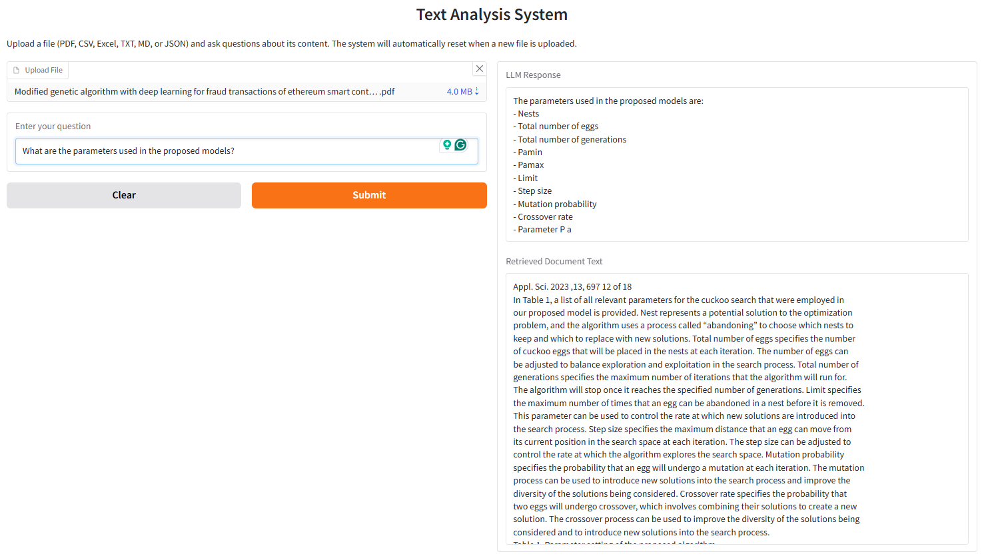 Text Analysis System
Upload a file (PDF, CSV, Excel, TXT, MD, or JSON) and ask questions about its content. The system will automatically reset when a new file is uploaded.
Upload File
Modified genetic algorithm with deep learning for fraud transactions of ethereum smart cont... .pdf
4.0 MB ⇣
Enter your question
What are the parameters used in the proposed models?
Clear
Submit
LLM Response
The parameters used in the proposed models are:
- Nests
- Total number of eggs
- Total number of generations
- Pamin
- Pamax
- Limit
- Step size
- Mutation probability
- Crossover rate
- Parameter P a
Retrieved Document Text
Appl. Sci. 2023 ,13, 697 12 of 18
In Table 1, a list of all relevant parameters for the cuckoo search that were employed in
our proposed model is provided. Nest represents a potential solution to the optimization
problem, and the algorithm uses a process called “abandoning” to choose which nests to
keep and which to replace with new solutions. Total number of eggs specifies the number
of cuckoo eggs that will be placed in the nests at each iteration. The number of eggs can
be adjusted to balance exploration and exploitation in the search process. Total number of
generations specifies the maximum number of iterations that the algorithm will run for.
The algorithm will stop once it reaches the specified number of generations. Limit specifies
the maximum number of times that an egg can be abandoned in a nest before it is removed.
This parameter can be used to control the rate at which new solutions are introduced into
the search process. Step size specifies the maximum distance that an egg can move from
its current position in the search space at each iteration. The step size can be adjusted to
control the rate at which the algorithm explores the search space. Mutation probability
specifies the probability that an egg will undergo a mutation at each iteration. The mutation
process can be used to introduce new solutions into the search process and improve the
diversity of the solutions being considered. Crossover rate specifies the probability that
two eggs will undergo crossover, which involves combining their solutions to create a new
solution. The crossover process can be used to improve the diversity of the solutions being
considered and to introduce new solutions into the search process.
Table 1. Parameter setting of the proposed algorithm